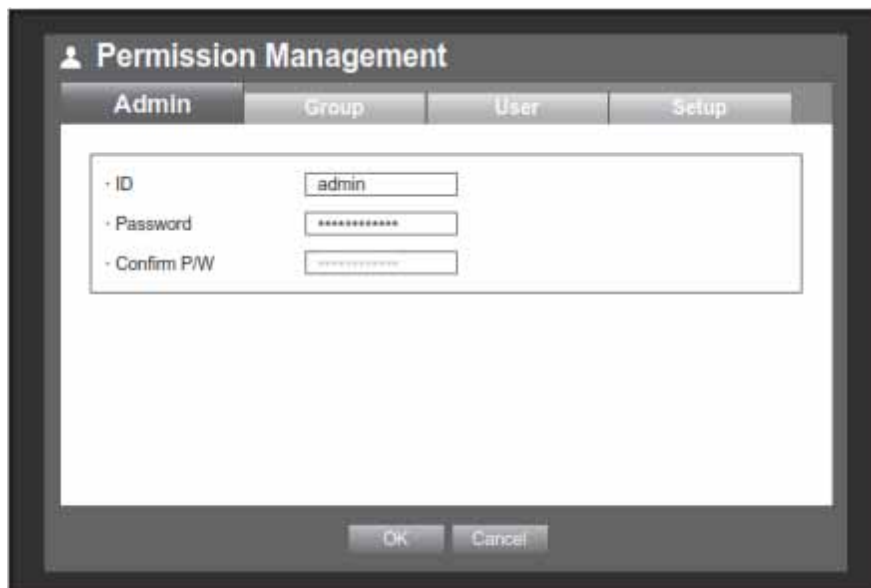 Permission Management
Admin Group User Setup
· ID admin
· Password ************
· Confirm P/W ************
OK Cancel